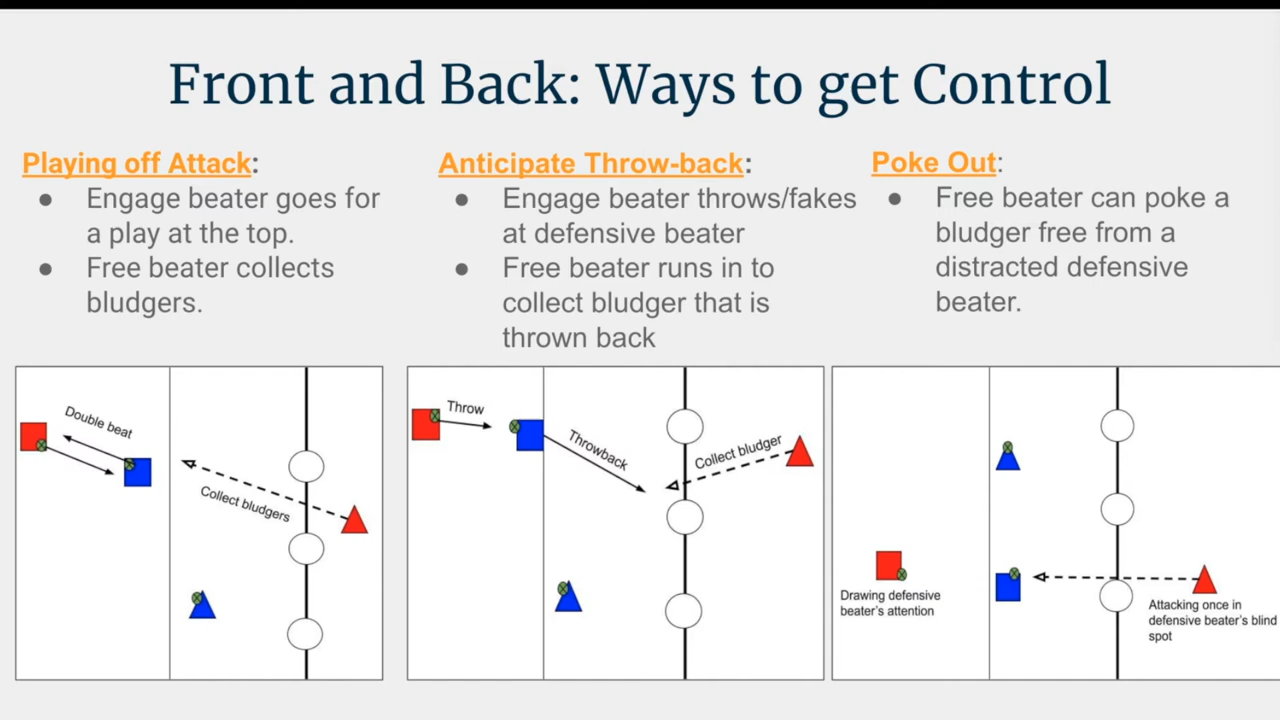 Front and Back: Ways to get Control
Playing off Attack:
● Engage beater goes for
a play at the top.
● Free beater collects
bludgers.
Anticipate Throw-back:
● Engage beater throws/fakes
at defensive beater
● Free beater runs in to
collect bludger that is
thrown back
Poke Out:
● Free beater can poke a
bludger free from a
distracted defensive
beater.
Double beat
Collect bludgers
Throw
Throwback
Collect bludger
Drawing defensive
beater's attention
Attacking once in
defensive beater's blind
spot